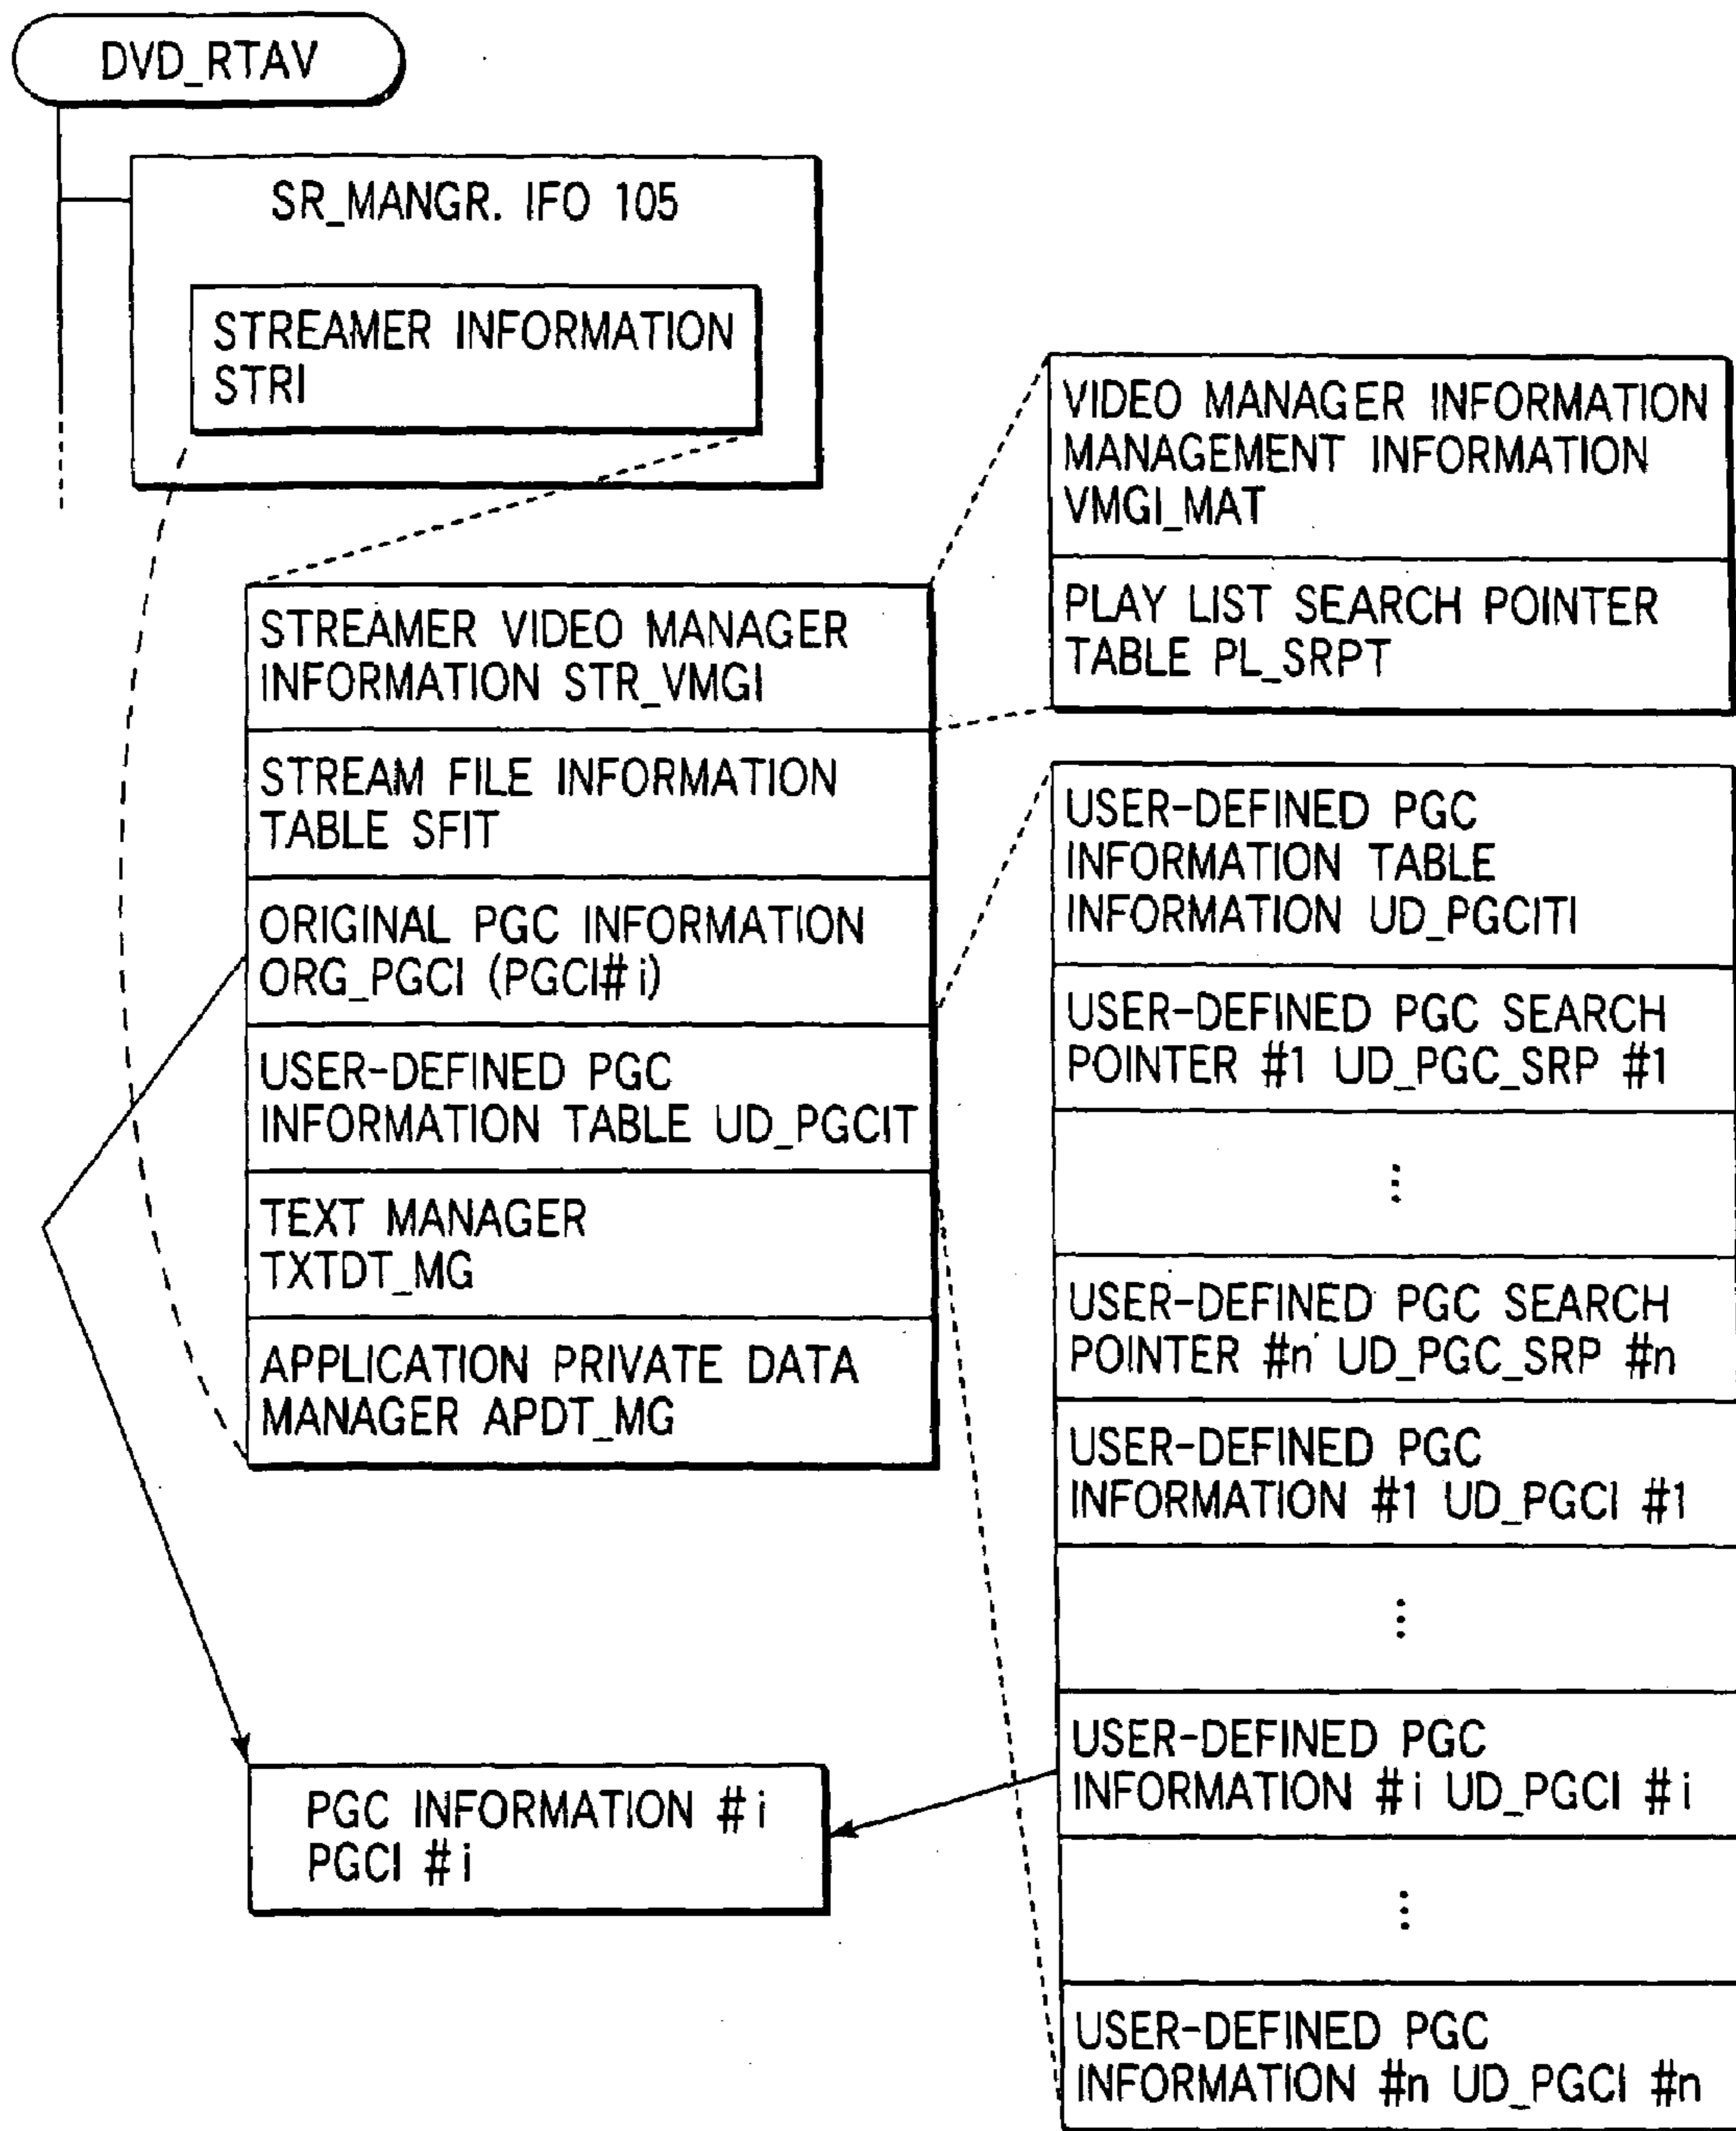 DVD_RTAV
SR_MANGR. IFO 105
STREAMER INFORMATION
STRI
STREAMER VIDEO MANAGER
INFORMATION STR_VMGI
STREAM FILE INFORMATION
TABLE SFIT
ORIGINAL PGC INFORMATION
ORG_PGCI (PGCI# i)
USER-DEFINED PGC
INFORMATION TABLE UD_PGCIT
TEXT MANAGER
TXTDT_MG
APPLICATION PRIVATE DATA
MANAGER APDT_MG
PGC INFORMATION # i
PGCI # i
VIDEO MANAGER INFORMATION
MANAGEMENT INFORMATION
VMGI_MAT
PLAY LIST SEARCH POINTER
TABLE PL_SRPT
USER-DEFINED PGC
INFORMATION TABLE
INFORMATION UD_PGCITI
USER-DEFINED PGC SEARCH
POINTER #1 UD_PGC_SRP #1
⋮
USER-DEFINED PGC SEARCH
POINTER #n UD_PGC_SRP #n
USER-DEFINED PGC
INFORMATION #1 UD_PGCI #1
⋮
USER-DEFINED PGC
INFORMATION # i UD_PGCI # i
⋮
USER-DEFINED PGC
INFORMATION #n UD_PGCI #n